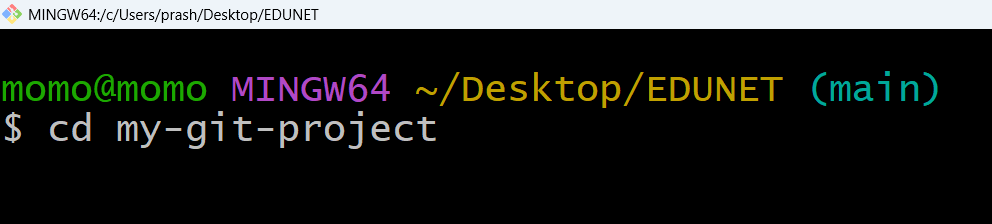 MINGW64:/c/Users/prash/Desktop/EDUNET
momo@momo MINGW64 ~/Desktop/EDUNET (main)
$ cd my-git-project